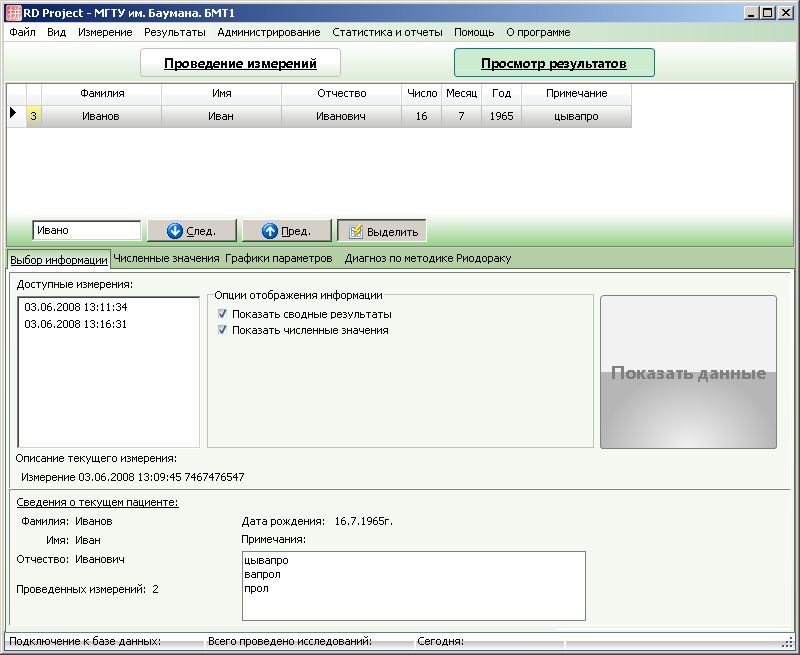 RD Project - МГТУ им. Баумана. БМТ1
Файл Вид Измерение Результаты Администрирование Статистика и отчеты Помощь О программе
Проведение измерений Просмотр результатов
Фамилия Имя Отчество Число Месяц Год Примечание
3 Иванов Иван Иванович 16 7 1965 цывапро
Ивано След. Пред. Выделить
Выбор информации Численные значения Графики параметров Диагноз по методике Риодораку
Доступные измерения:
03.06.2008 13:11:34
03.06.2008 13:16:31
Опции отображения информации
Показать сводные результаты
Показать численные значения
Показать данные
Описание текущего измерения:
Измерение 03.06.2008 13:09:45 7467476547
Сведения о текущем пациенте:
Фамилия: Иванов
Имя: Иван
Отчество: Иванович
Проведенных измерений: 2
Дата рождения: 16.7.1965г.
Примечания:
цывапро
вапрол
прол
Подключение к базе данных: Всего проведено исследований: Сегодня: